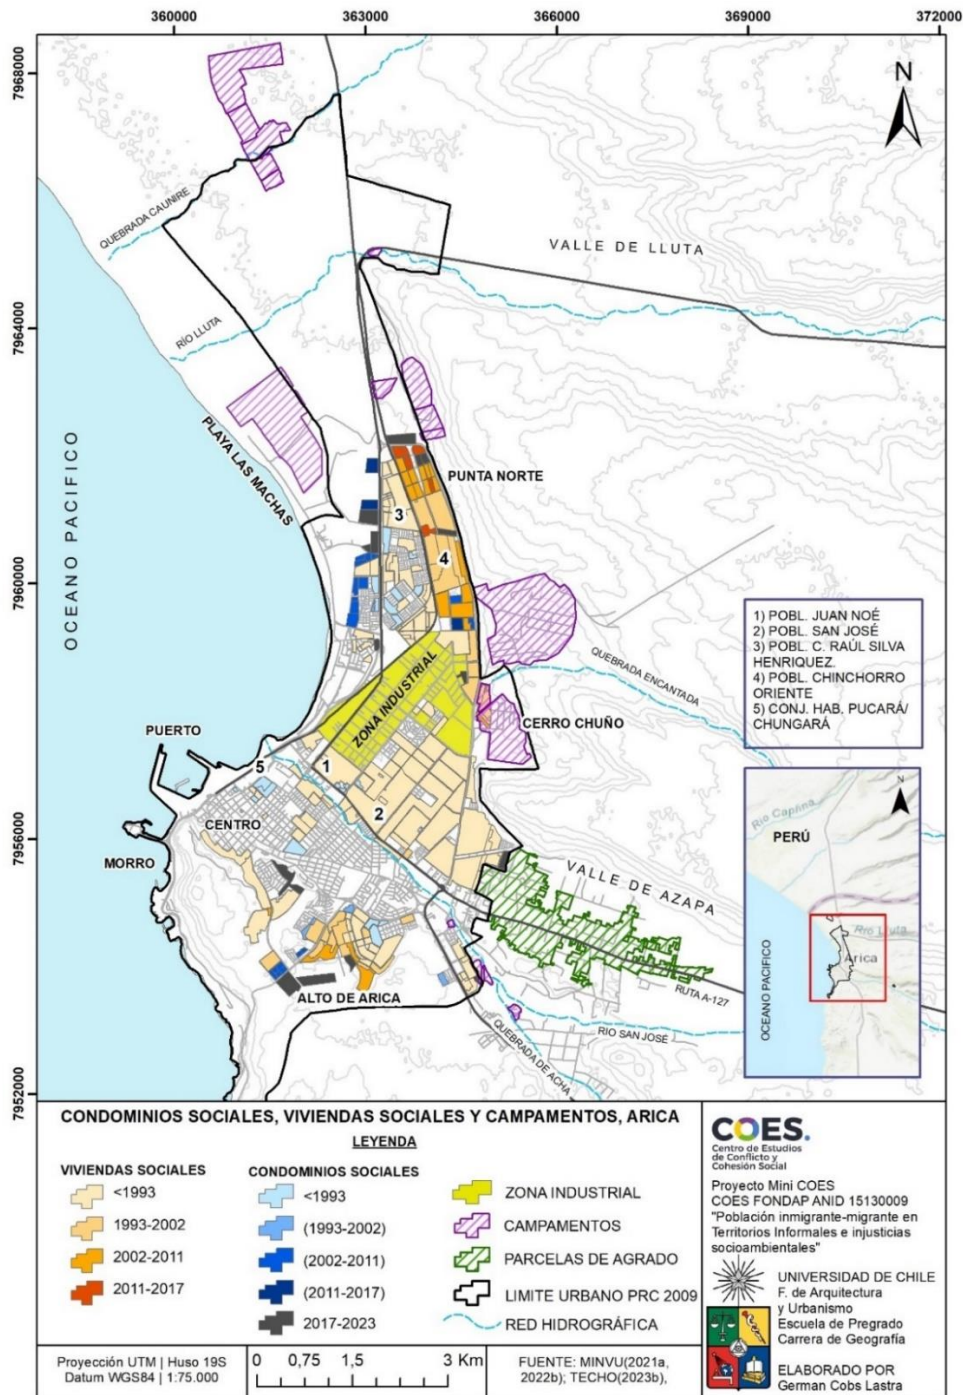 360000
363000
366000
369000
372000
7968000
7964000
7960000
7956000
7952000
N
QUEBRADA CAUNIRE
VALLE DE LLUTA
RÍO LLUTA
PLAYA LAS MACHAS
OCEANO PACIFICO
PUNTA NORTE
3
4
ZONA INDUSTRIAL
QUEBRADA ENCANTADA
CERRO CHUÑO
PUERTO
5
1
2
CENTRO
MORRO
VALLE DE AZAPA
ALTO DE ARICA
RUTA A-127
RIO SAN JOSÉ
QUEBRADA DE ACHA
1) POBL. JUAN NOÉ
2) POBL. SAN JOSÉ
3) POBL. C. RAÚL SILVA
HENRIQUEZ.
4) POBL. CHINCHORRO
ORIENTE
5) CONJ. HAB. PUCARÁ/
CHUNGARÁ
N
Río Caplina
PERÚ
Río Lluta
Arica
OCEANO PACIFICO
CONDOMINIOS SOCIALES, VIVIENDAS SOCIALES Y CAMPAMENTOS, ARICA
LEYENDA
VIVIENDAS SOCIALES
<1993
1993-2002
2002-2011
2011-2017
CONDOMINIOS SOCIALES
<1993
(1993-2002)
(2002-2011)
(2011-2017)
2017-2023
ZONA INDUSTRIAL
CAMPAMENTOS
PARCELAS DE AGRADO
LIMITE URBANO PRC 2009
RED HIDROGRÁFICA
Proyección UTM | Huso 19S
Datum WGS84 | 1:75.000
0 0,75 1,5 3 Km
FUENTE: MINVU(2021a,
2022b); TECHO(2023b),
COES.
Centro de Estudios
de Conflicto y
Cohesión Social
Proyecto Mini COES
COES FONDAP ANID 15130009
"Población inmigrante-migrante en
Territorios Informales e injusticias
socioambientales"
UNIVERSIDAD DE CHILE
F. de Arquitectura
y Urbanismo
Escuela de Pregrado
Carrera de Geografía
ELABORADO POR
German Cobs Lastra